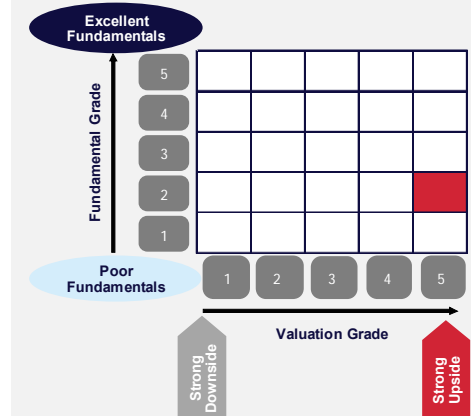 Excellent
Fundamentals
Fundamental Grade
5
4
3
2
1
Poor
Fundamentals
1
2
3
4
5
Valuation Grade
Strong
Downside
Strong
Upside